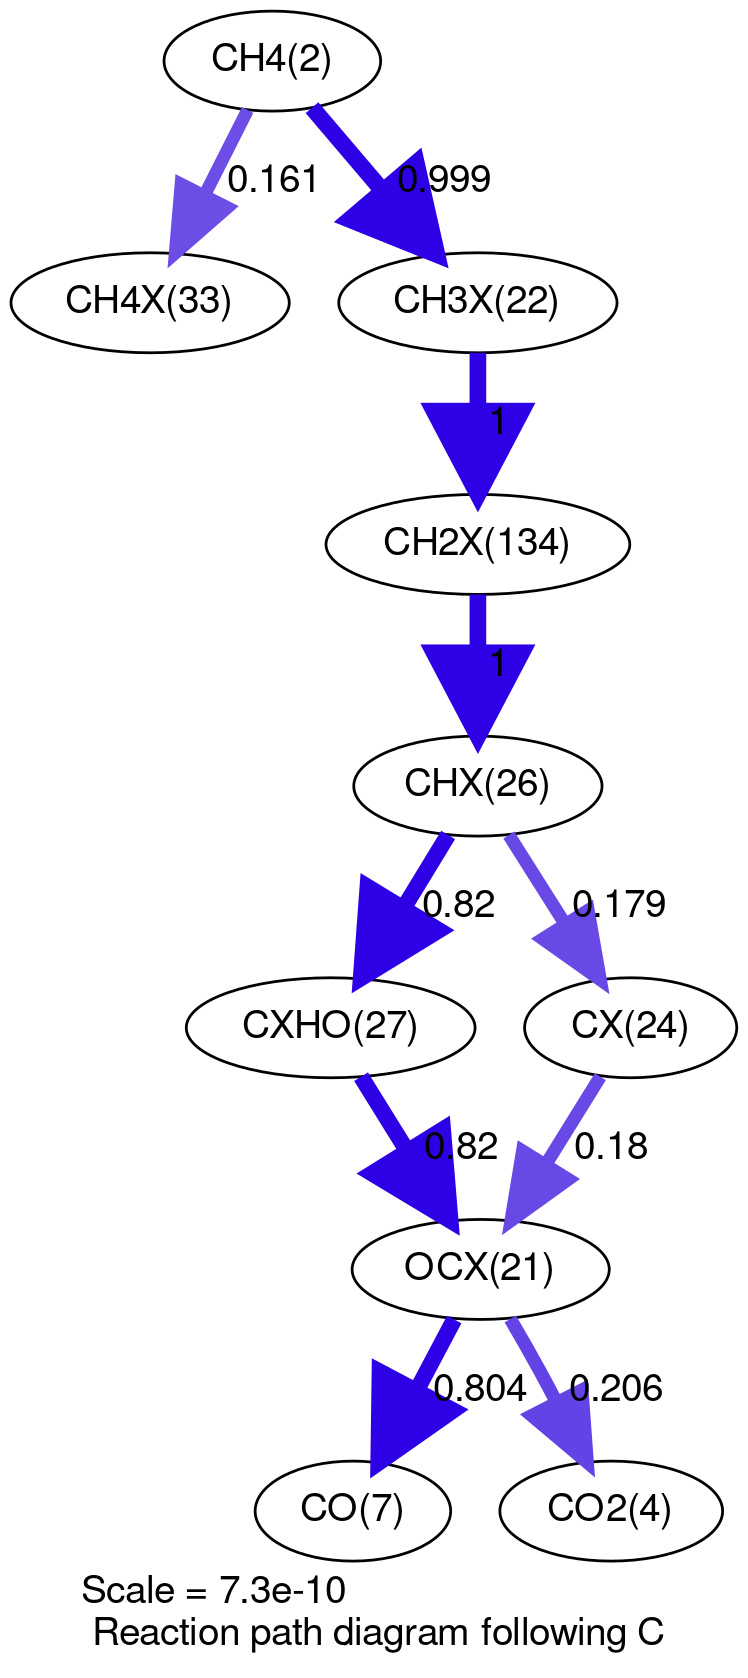 CH4(2)
0.161
0.999
CH4X(33)
CH3X(22)
1
CH2X(134)
1
CHX(26)
0.82
0.179
CXHO(27)
CX(24)
0.82
0.18
OCX(21)
0.804
0.206
CO(7)
CO2(4)
Scale = 7.3e-10
Reaction path diagram following C